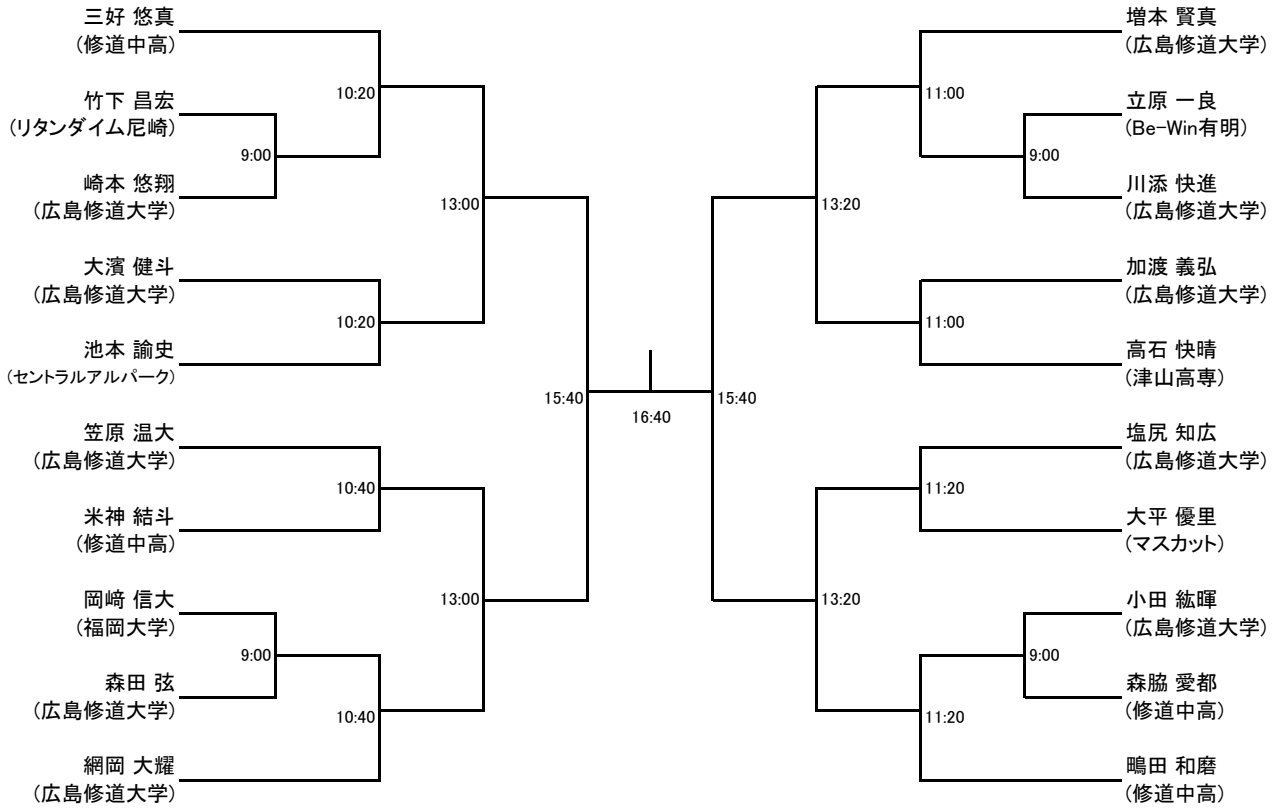 三好 悠真
(修道中高)
10:20
竹下 昌宏
(リタンダイム尼崎)
9:00
崎本 悠翔
(広島修道大学)
13:00
大濱 健斗
(広島修道大学)
10:20
池本 諭史
(セントラルアルパーク)
15:40
笠原 温大
(広島修道大学)
10:40
米神 結斗
(修道中高)
13:00
岡﨑 信大
(福岡大学)
9:00
森田 弦
(広島修道大学)
10:40
網岡 大耀
(広島修道大学)
16:40
増本 賢真
(広島修道大学)
11:00
立原 一良
(Be-Win有明)
9:00
川添 快進
(広島修道大学)
13:20
加渡 義弘
(広島修道大学)
11:00
高石 快晴
(津山高専)
15:40
塩尻 知広
(広島修道大学)
11:20
大平 優里
(マスカット)
13:20
小田 紘暉
(広島修道大学)
9:00
森脇 愛都
(修道中高)
11:20
鴫田 和磨
(修道中高)